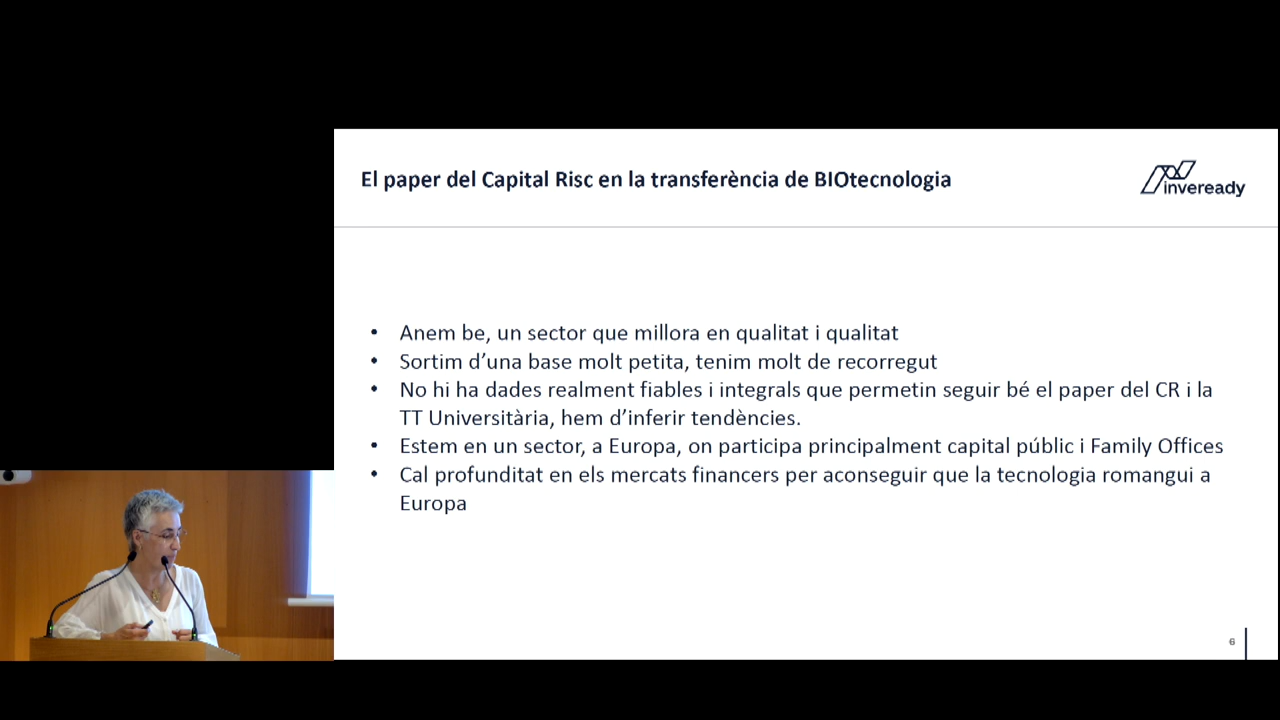 El paper del Capital Risc en la transferència de BIOtecnologia
inveready
• Anem be, un sector que millora en qualitat i qualitat
• Sortim d’una base molt petita, tenim molt de recorregut
• No hi ha dades realment fiables i integrals que permetin seguir bé el paper del CR i la
TT Universitària, hem d’inferir tendències.
• Estem en un sector, a Europa, on participa principalment capital públic i Family Offices
• Cal profunditat en els mercats financers per aconseguir que la tecnologia romangui a
Europa
6